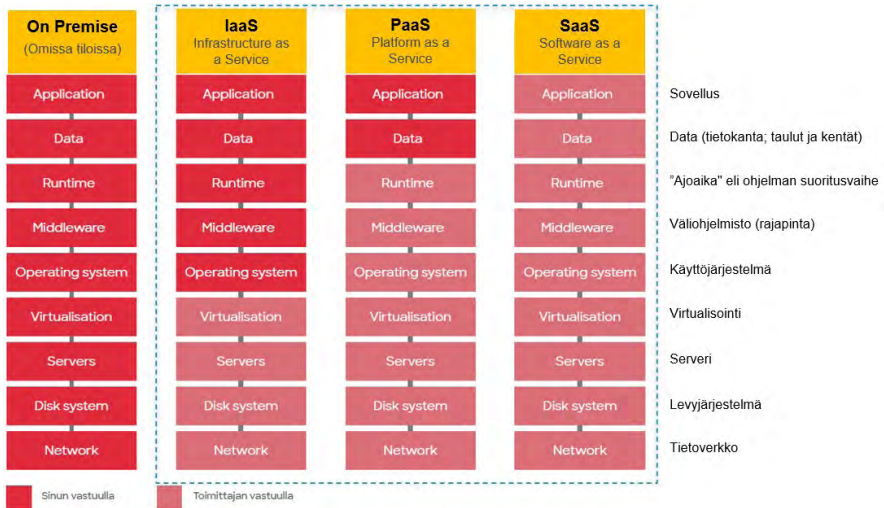 On Premise
(Omissa tiloissa)
IaaS
Infrastructure as
a Service
PaaS
Platform as a
Service
SaaS
Software as a
Service
Application
Application
Application
Application
Sovellus
Data
Data
Data
Data
Data (tietokanta; taulut ja kentät)
Runtime
Runtime
Runtime
Runtime
"Ajoaika" eli ohjelman suoritusvaihe
Middleware
Middleware
Middleware
Middleware
Väliohjelmisto (rajapinta)
Operating system
Operating system
Operating system
Operating system
Käyttöjärjestelmä
Virtualisation
Virtualisation
Virtualisation
Virtualisation
Virtualisointi
Servers
Servers
Servers
Servers
Serveri
Disk system
Disk system
Disk system
Disk system
Levyjärjestelmä
Network
Network
Network
Network
Tietoverkko
Sinun vastuulla
Toimittajan vastuulla